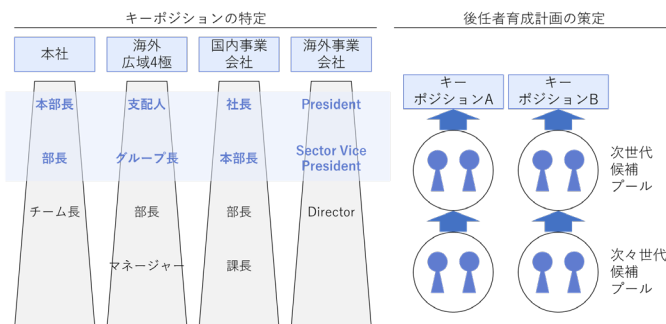 キーポジションの特定
本社
海外
広域4極
国内事業
会社
海外事業
会社
本部長
支配人
社長
President
部長
グループ長
本部長
Sector Vice
President
チーム長
部長
部長
Director
マネージャー
課長
後任者育成計画の策定
キー
ポジションA
キー
ポジションB
次世代
候補
プール
次々世代
候補
プール